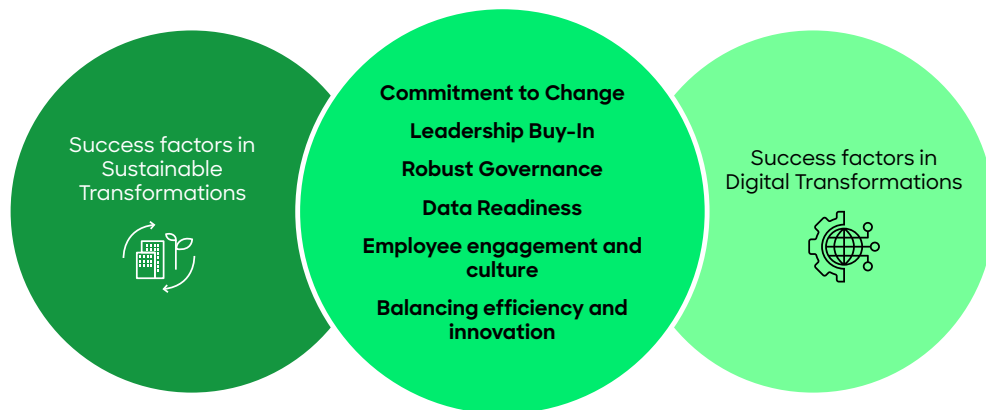 Success factors in
Sustainable
Transformations
Commitment to Change
Leadership Buy-In
Robust Governance
Data Readiness
Employee engagement and
culture
Balancing efficiency and
innovation
Success factors in
Digital Transformations